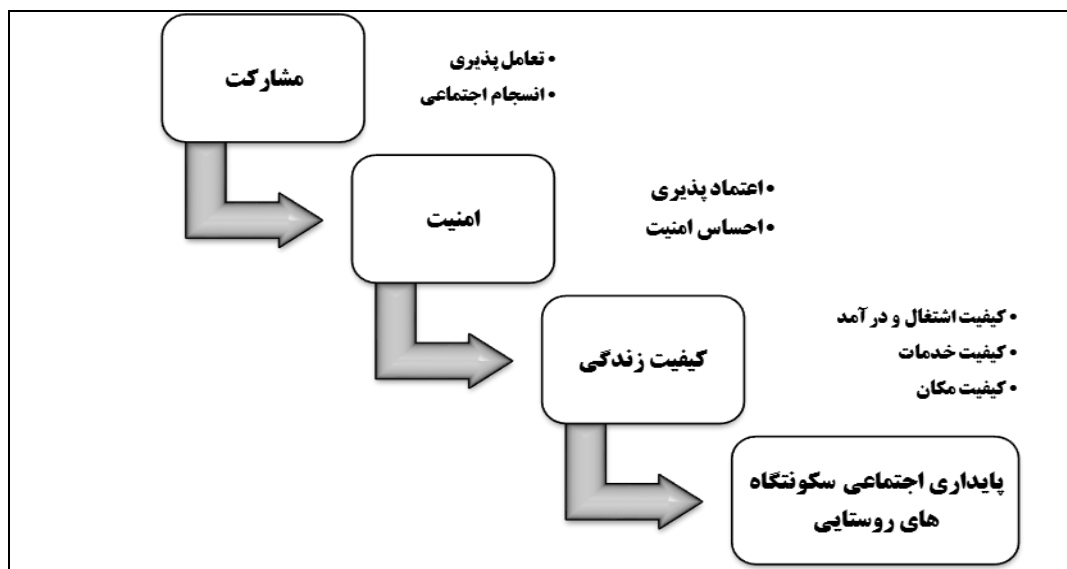 مشارکت
• تعامل پذیری
• انسجام اجتماعی
امنیت
• اعتماد پذیری
• احساس امنیت
کیفیت زندگی
• کیفیت اشتغال و درآمد
• کیفیت خدمات
• کیفیت مکان
پایداری اجتماعی سکونتگاه
های روستایی